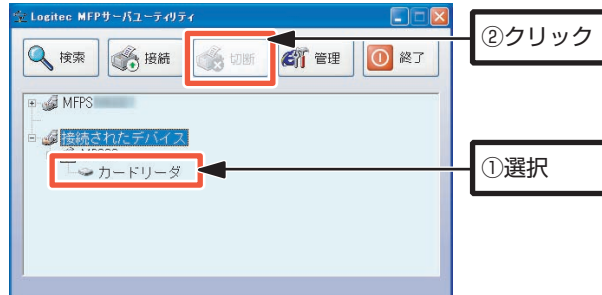 Logitec MFPサーバユーティリティ
検索
接続
切断
管理
終了
②クリック
MFPS
接続されたデバイス
カードリーダ
①選択